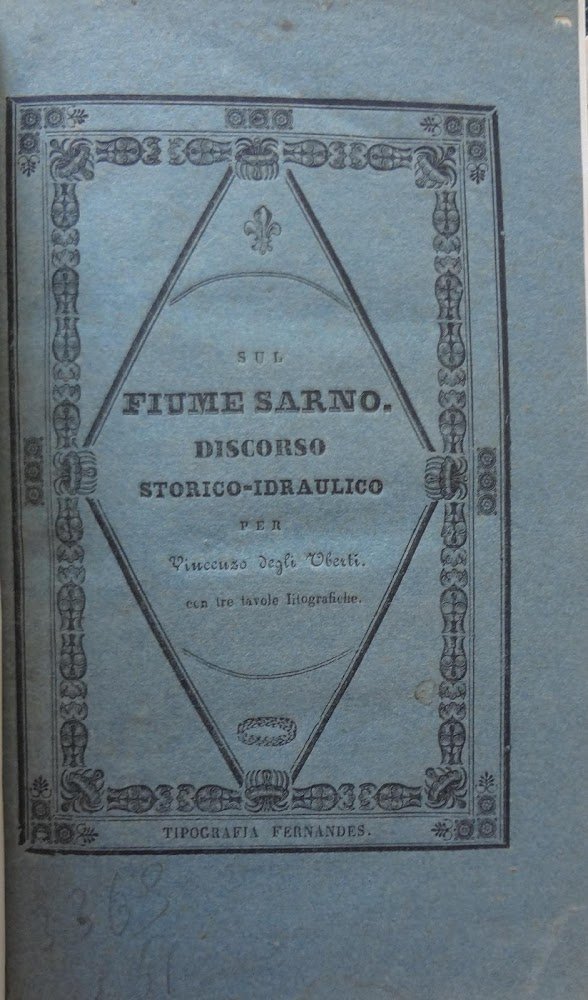 SUL
FIUME SARNO.
DISCORSO
STORICO-IDRAULICO
PER
Vincenzo degli Uberti.
con tre tavole litografiche.
TIPOGRAFIA FERNANDES.